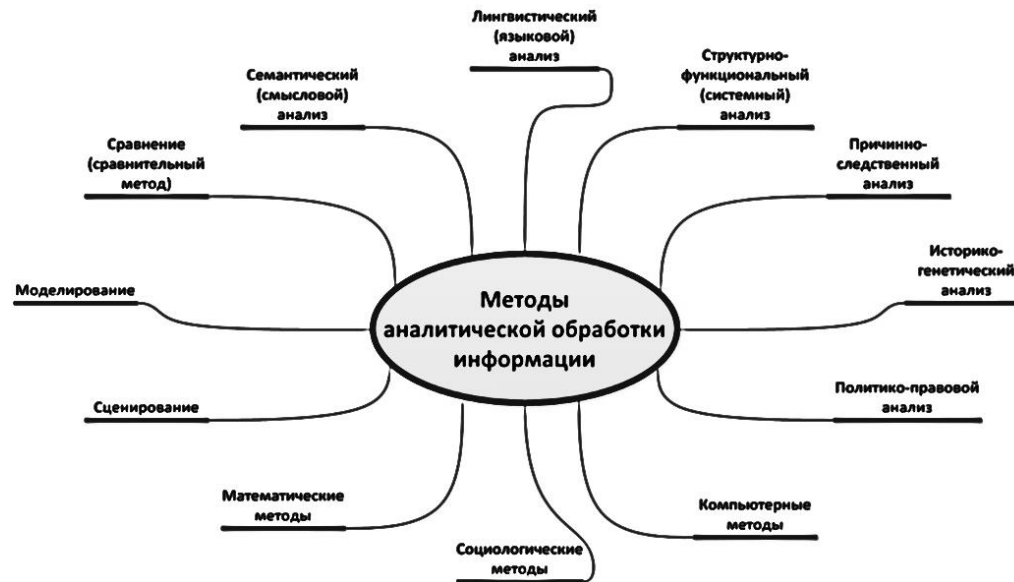 Лингвистический
(языковой)
анализ
Структурно-
функциональный
(системный)
анализ
Семантический
(смысловой)
анализ
Причинно-
следственный
анализ
Сравнение
(сравнительный
метод)
Историко-
генетический
анализ
Моделирование
Методы
аналитической обработки
информации
Сценирование
Политико-правовой
анализ
Математические
методы
Компьютерные
методы
Социологические
методы